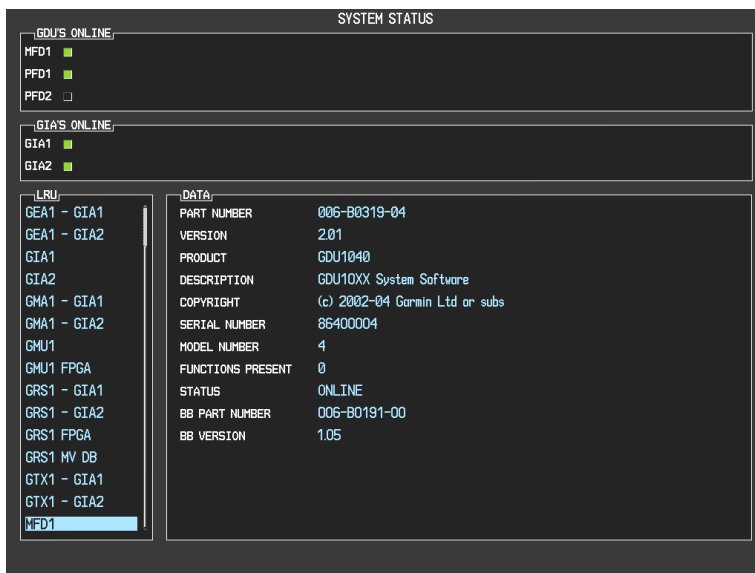 SYSTEM STATUS
GDU'S ONLINE
MFD1
PFD1
PFD2
GIA'S ONLINE
GIA1
GIA2
LRU
GEA1 - GIA1
GEA1 - GIA2
GIA1
GIA2
GMA1 - GIA1
GMA1 - GIA2
GMU1
GMU1 FPGA
GRS1 - GIA1
GRS1 - GIA2
GRS1 FPGA
GRS1 MV DB
GTX1 - GIA1
GTX1 - GIA2
MFD1
DATA
PART NUMBER 006-B0319-04
VERSION 2.01
PRODUCT GDU1040
DESCRIPTION GDU10XX System Software
COPYRIGHT (c) 2002-04 Garmin Ltd or subs
SERIAL NUMBER 86400004
MODEL NUMBER 4
FUNCTIONS PRESENT 0
STATUS ONLINE
BB PART NUMBER 006-B0191-00
BB VERSION 1.05